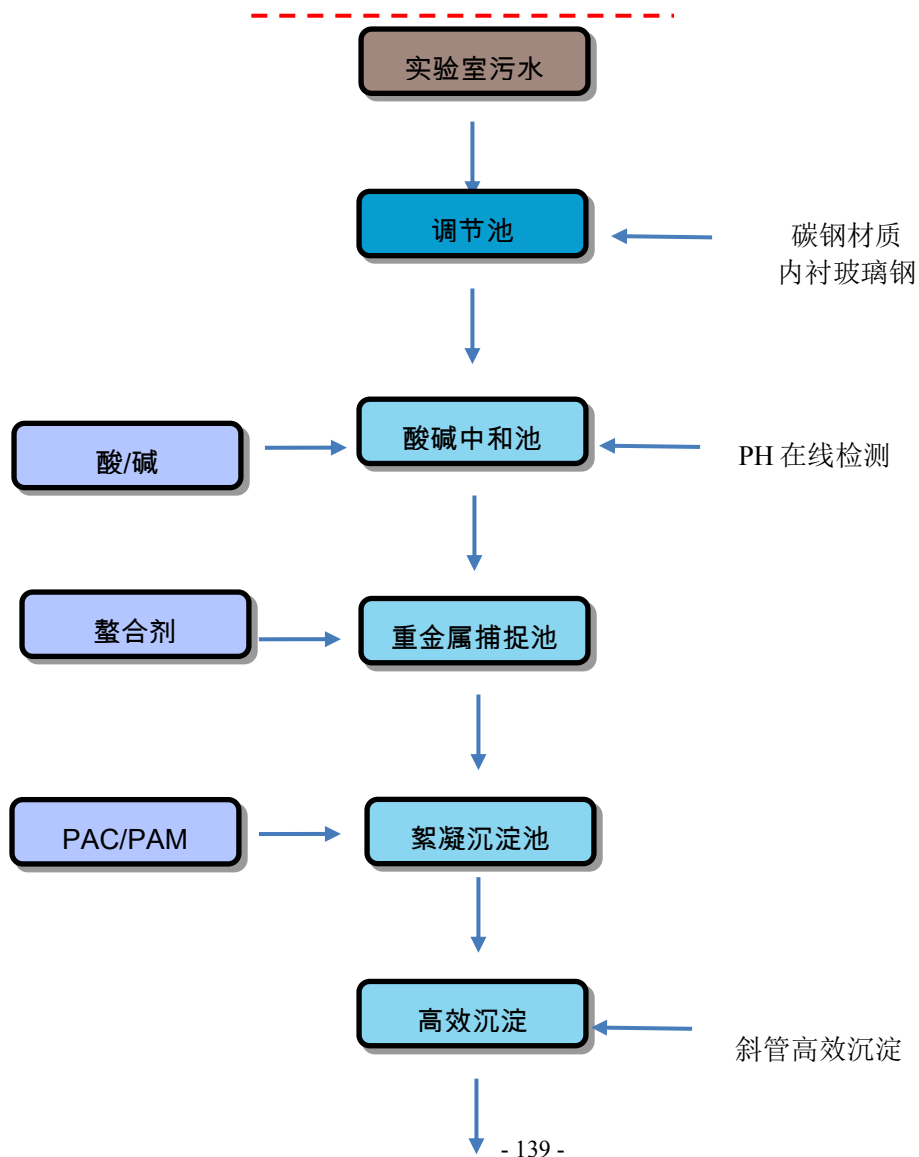 实验室污水
调节池
碳钢材质
内衬玻璃钢
酸/碱
酸碱中和池
PH 在线检测
螯合剂
重金属捕捉池
PAC/PAM
絮凝沉淀池
高效沉淀
斜管高效沉淀
- 139 -